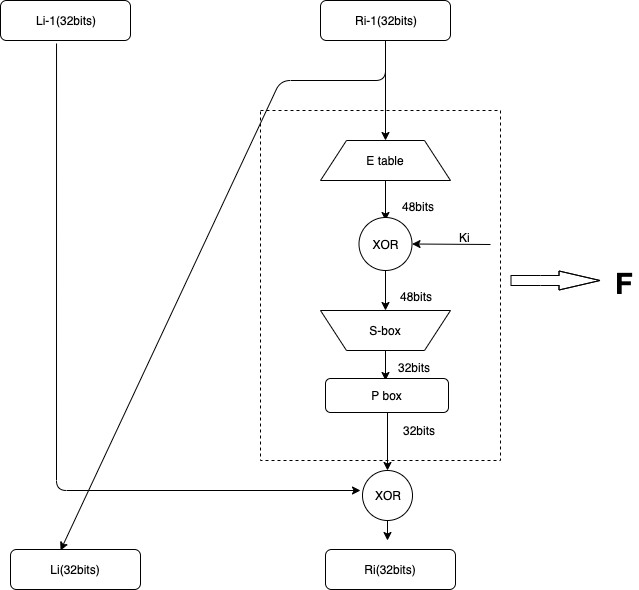 Li-1(32bits)
Ri-1(32bits)
E table
48bits
XOR
Ki
48bits
F
S-box
32bits
P box
32bits
XOR
Li(32bits)
Ri(32bits)